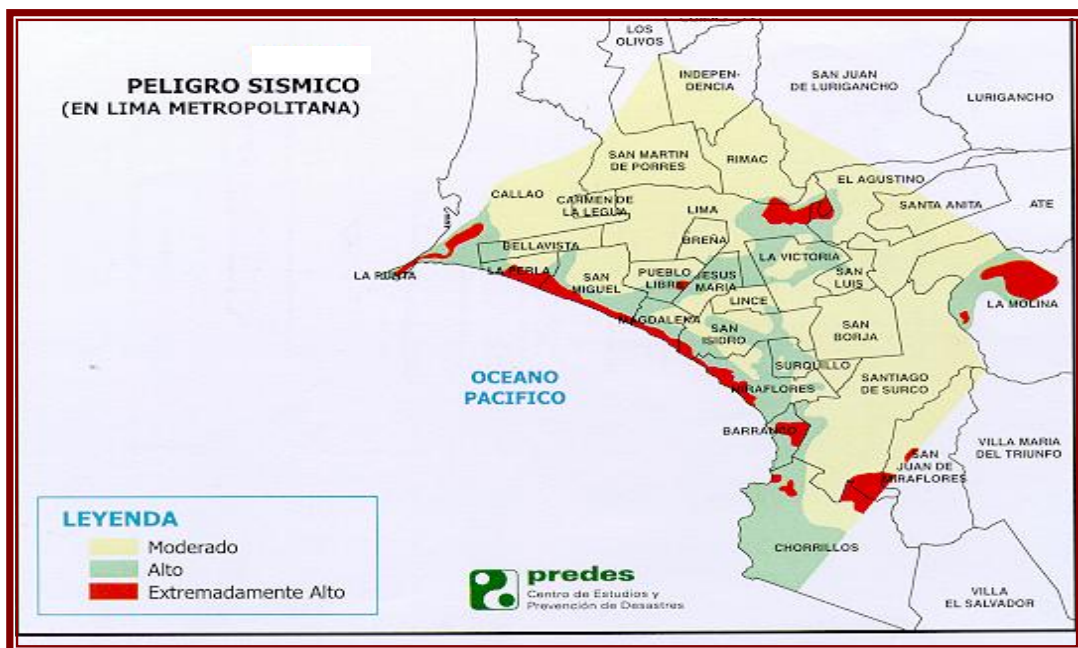 PELIGRO SISMICO
(EN LIMA METROPOLITANA)
LOS
OLIVOS
INDEPEN-
DENCIA
SAN JUAN
DE LURIGANCHO
LURIGANCHO
SAN MARTIN
DE PORRES
RIMAC
EL AGUSTINO
CALLAO
CARMEN DE
LA LEGUA
LIMA
SANTA ANITA
ATE
BREÑA
BELLAVISTA
LA VICTORIA
LA PUNTA
LA PERLA
SAN
MIGUEL
PUEBLO
LIBRE
JESUS
MARIA
SAN
LUIS
LA MOLINA
LINCE
MAGDALENA
SAN
ISIDRO
SAN
BORJA
SURQUILLO
OCEANO
PACIFICO
MIRAFLORES
SANTIAGO
DE SURCO
BARRANCO
VILLA MARIA
DEL TRIUNFO
SAN
JUAN DE
MIRAFLORES
CHORRILLOS
VILLA
EL SALVADOR
LEYENDA
Moderado
Alto
Extremadamente Alto
predes
Centro de Estudios y
Prevención de Desastres